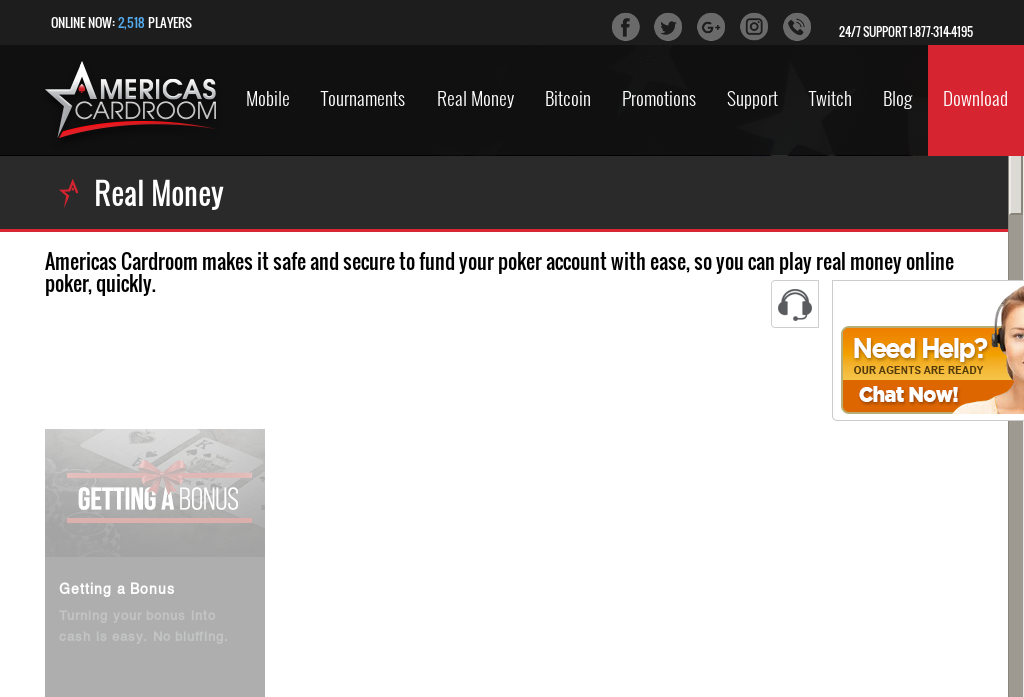 ONLINE NOW: 2,518 PLAYERS
24/7 SUPPORT 1-877-314-4195
AMERICAS
CARDROOM
Mobile Tournaments Real Money Bitcoin Promotions Support Twitch Blog Download
Real Money
Americas Cardroom makes it safe and secure to fund your poker account with ease, so you can play real money online
poker, quickly.
Need Help?
OUR AGENTS ARE READY
Chat Now!
GETTING A BONUS
Getting a Bonus
Turning your bonus into
cash is easy. No bluffing.